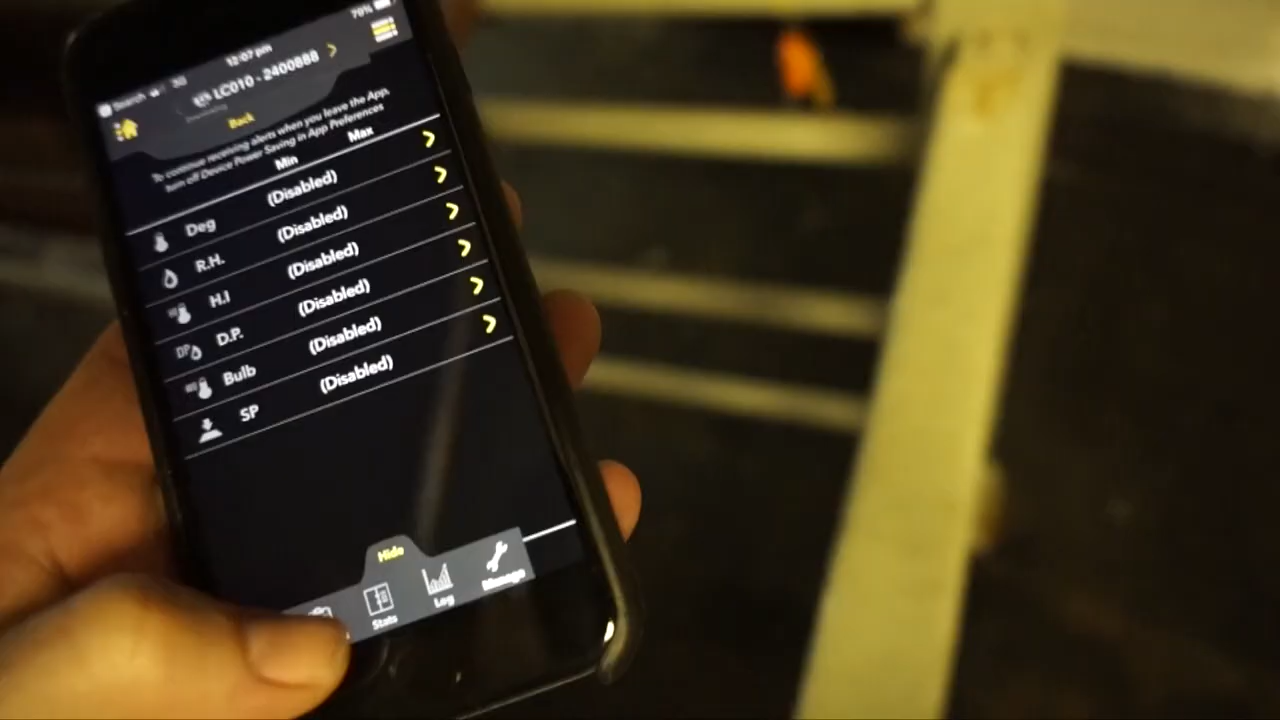 70%
Search 3G 12:07 pm
LC010 - 2400888 >
Back
To continue receiving alerts when you leave the App,
turn off Device Power Saving in App Preferences
Min Max
Deg (Disabled) >
R.H. (Disabled) >
H.I (Disabled) >
D.P. (Disabled) >
Bulb (Disabled) >
SP (Disabled) >
Hide
Stats Log Manage